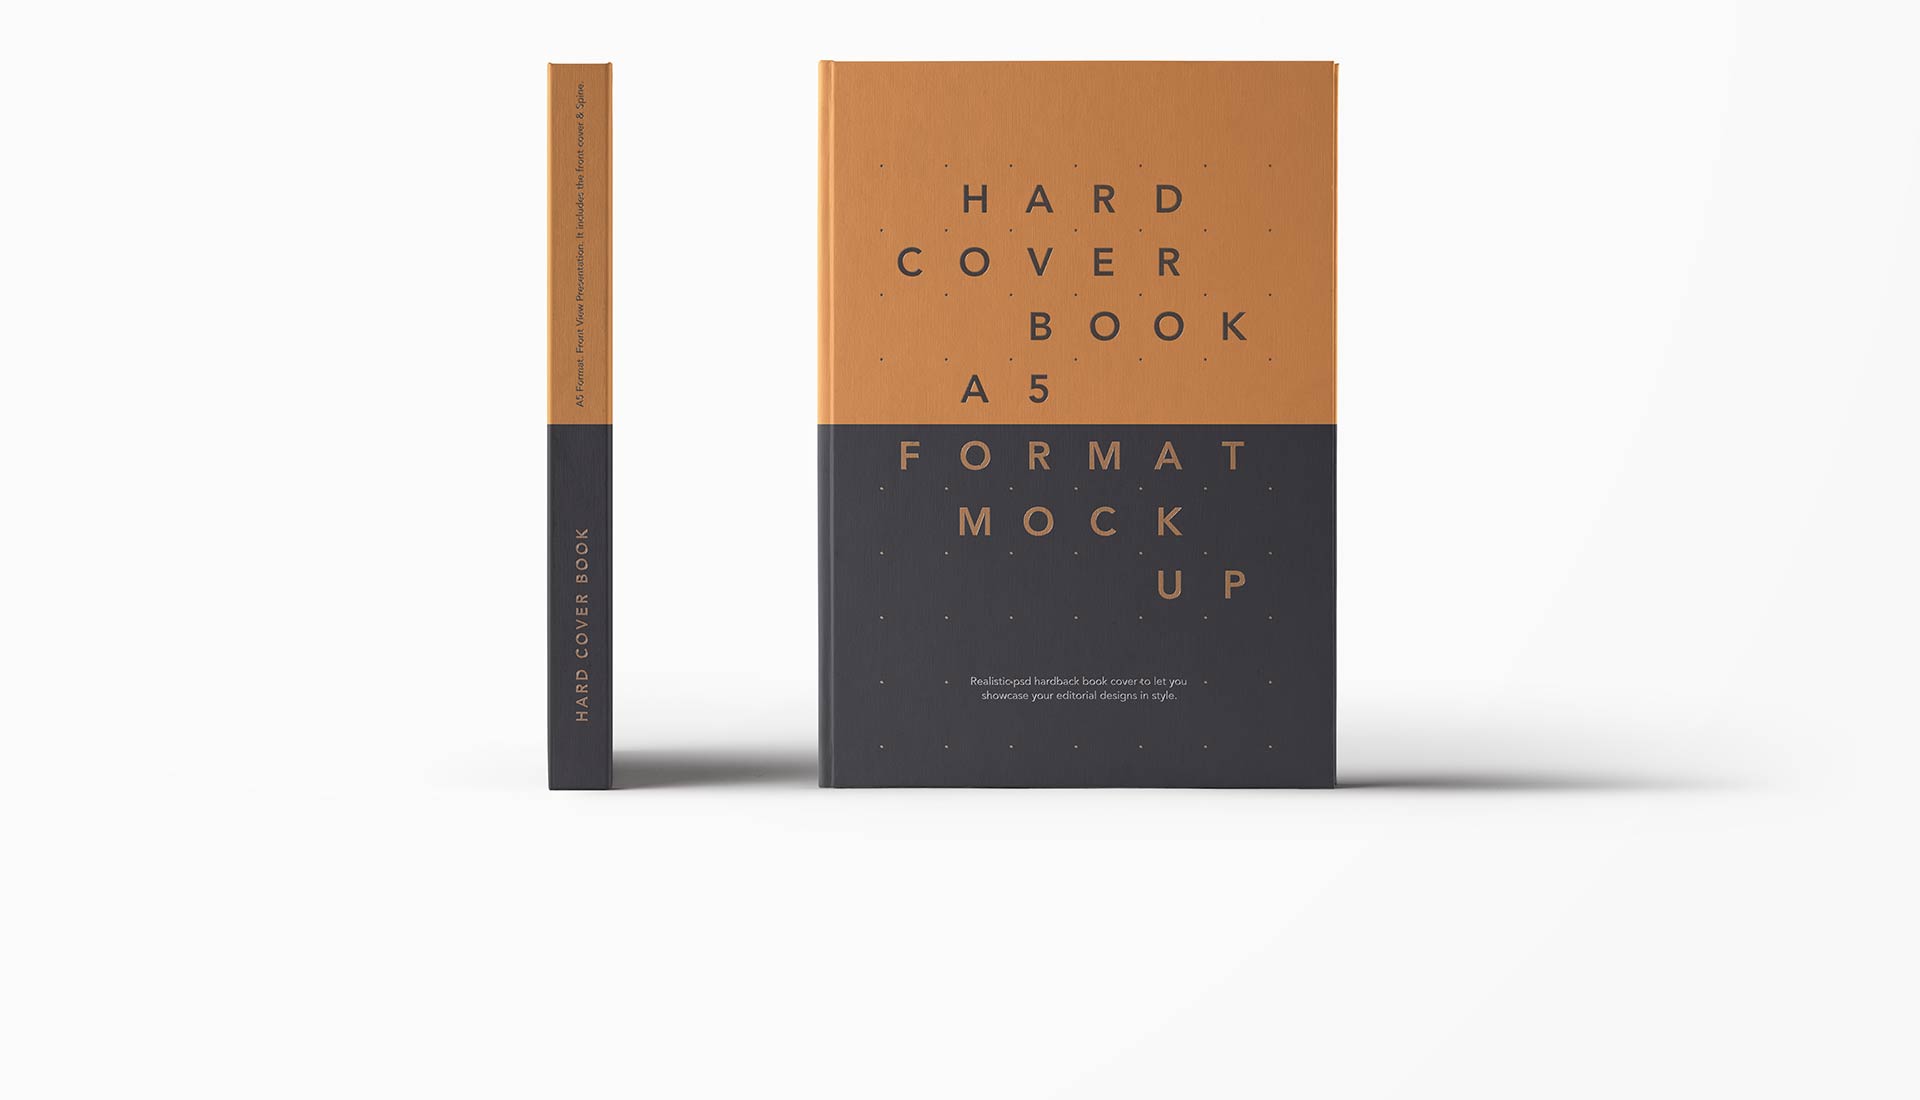 A5 Format. Front View Presentation. It includes the front cover & Spine.
HARD COVER BOOK
HARD
COVER
BOOK
A5
FORMAT
MOCK
UP
Realistic psd hardback book cover to let you
showcase your editorial designs in style.